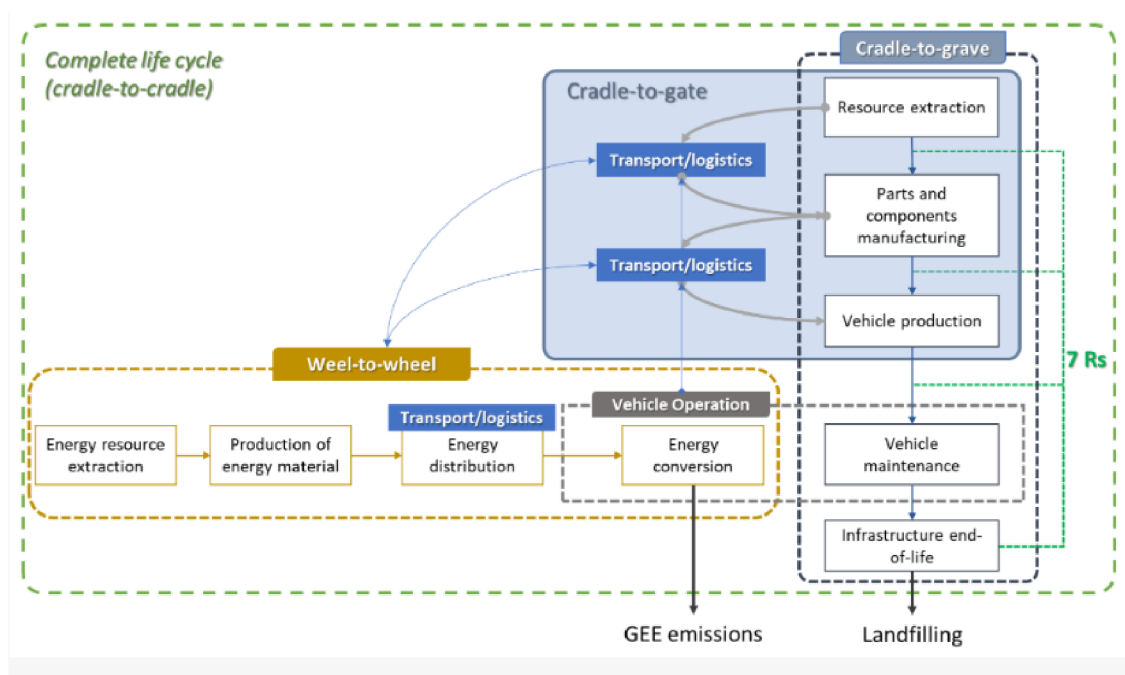 Complete life cycle
(cradle-to-cradle)
Cradle-to-grave
Cradle-to-gate
Resource extraction
Transport/logistics
Parts and
components
manufacturing
Transport/logistics
Vehicle production
7 Rs
Weel-to-wheel
Vehicle Operation
Transport/logistics
Energy resource
extraction
Production of
energy material
Energy
distribution
Energy
conversion
Vehicle
maintenance
Infrastructure end-
of-life
GEE emissions
Landfilling